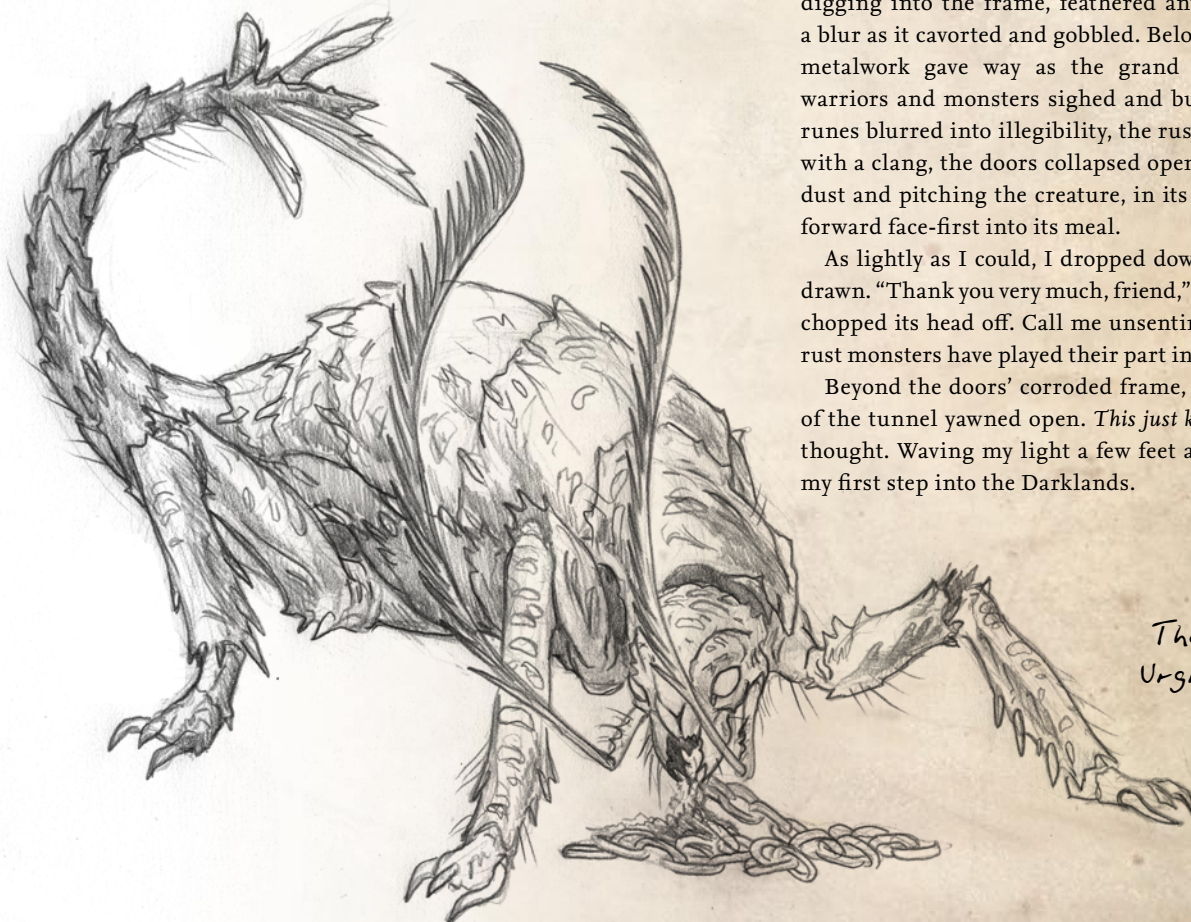 digging into the frame, feathered an
a blur as it cavorted and gobbled. Belo
metalwork gave way as the grand
warriors and monsters sighed and bu
runes blurred into illegibility, the rus
with a clang, the doors collapsed oper
dust and pitching the creature, in its
forward face-first into its meal.
As lightly as I could, I dropped dow
drawn. “Thank you very much, friend,”
chopped its head off. Call me unsentin
rust monsters have played their part in
Beyond the doors’ corroded frame,
of the tunnel yawned open. This just k
thought. Waving my light a few feet a
my first step into the Darklands.
Th
Urg